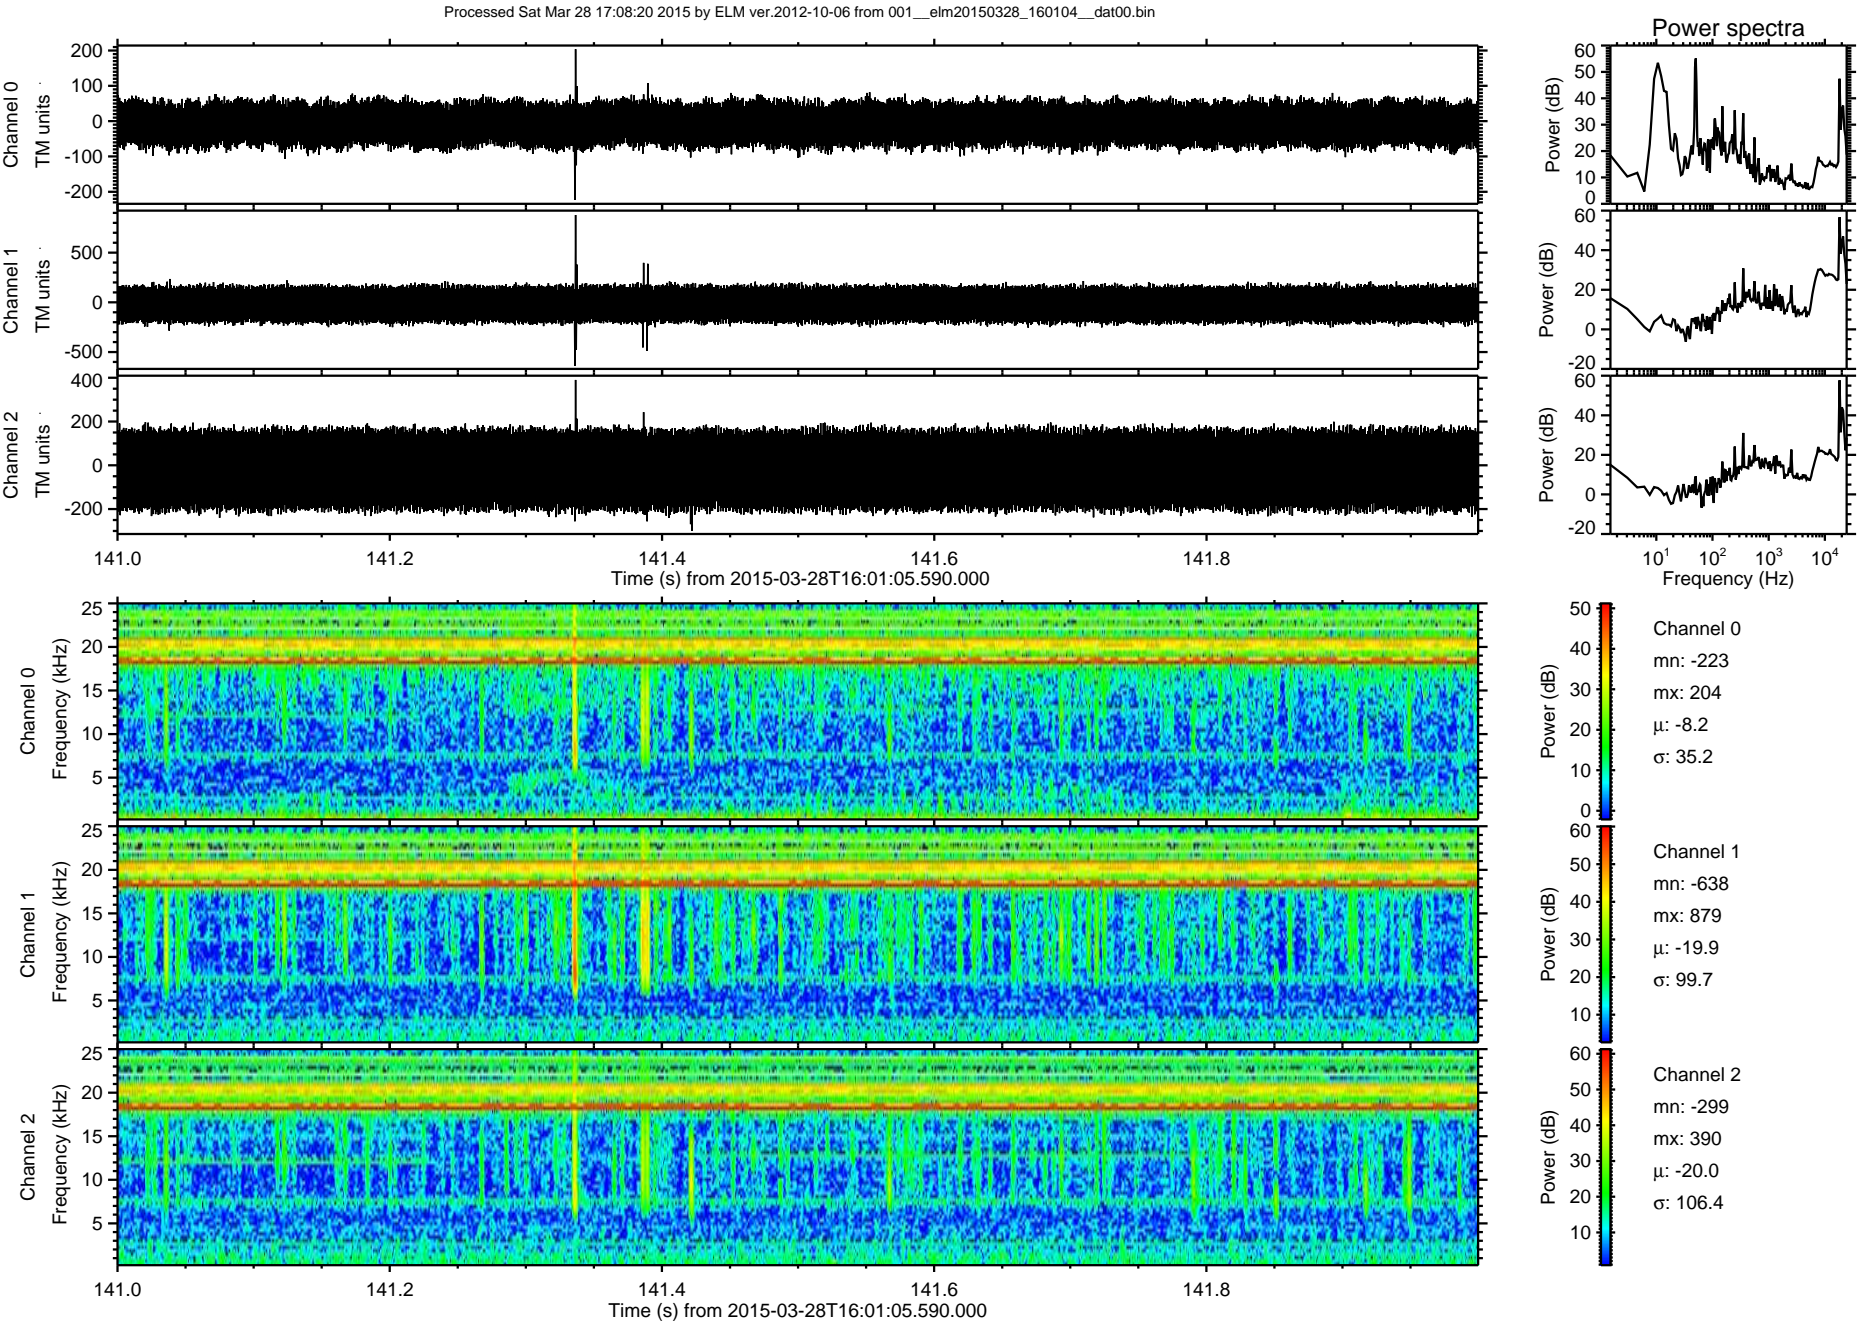 Processed Sat Mar 28 17:08:20 2015 by ELM ver.2012-10-06 from 001__elm20150328_160104__dat00.bin
Power spectra
Channel 0
TM units
200
100
0
-100
-200
Power (dB)
60
50
40
30
20
10
0
Channel 1
TM units
500
0
-500
Power (dB)
60
40
20
0
-20
Channel 2
TM units
400
200
0
-200
Power (dB)
60
40
20
0
-20
141.0 141.2 141.4 141.6 141.8
Time (s) from 2015-03-28T16:01:05.590.000
10¹ 10² 10³ 10⁴
Frequency (Hz)
Channel 0
Frequency (kHz)
25
20
15
10
5
Power (dB)
50
40
30
20
10
0
Channel 0
mn: -223
mx: 204
μ: -8.2
σ: 35.2
Channel 1
Frequency (kHz)
25
20
15
10
5
Power (dB)
60
50
40
30
20
10
Channel 1
mn: -638
mx: 879
μ: -19.9
σ: 99.7
Channel 2
Frequency (kHz)
25
20
15
10
5
Power (dB)
60
50
40
30
20
10
Channel 2
mn: -299
mx: 390
μ: -20.0
σ: 106.4
141.0 141.2 141.4 141.6 141.8
Time (s) from 2015-03-28T16:01:05.590.000